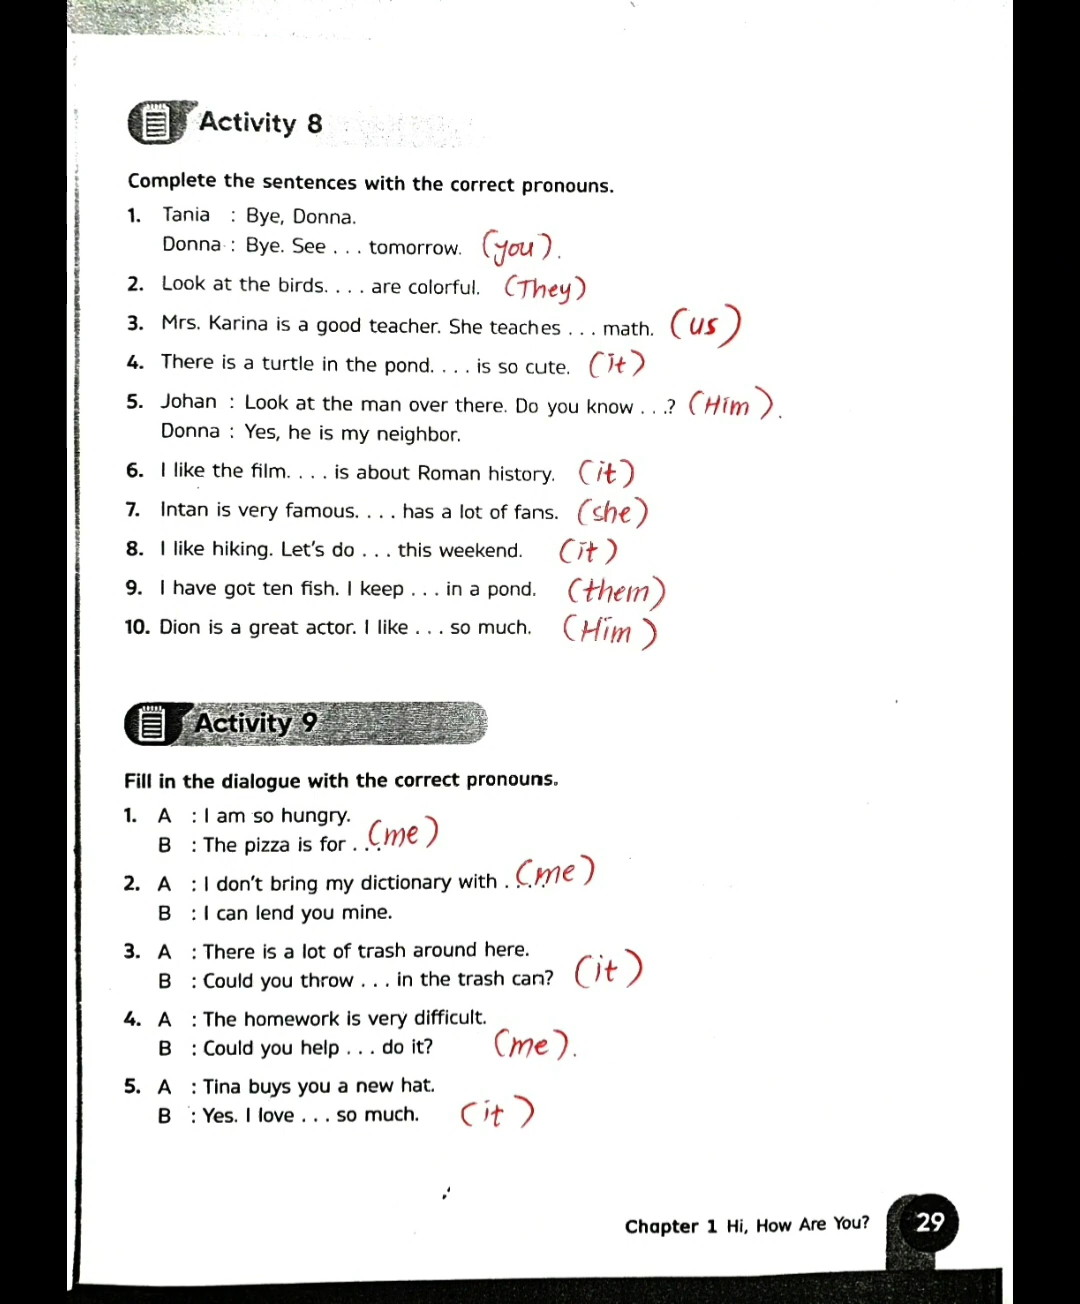 Activity 8
Complete the sentences with the correct pronouns.
1. Tania : Bye, Donna.
Donna : Bye. See . . . tomorrow. (you).
2. Look at the birds. . . . are colorful. (They)
3. Mrs. Karina is a good teacher. She teaches . . . math. (us)
4. There is a turtle in the pond. . . . is so cute. (it)
5. Johan : Look at the man over there. Do you know . . .? (Him).
Donna : Yes, he is my neighbor.
6. I like the film. . . . is about Roman history. (it)
7. Intan is very famous. . . . has a lot of fans. (she)
8. I like hiking. Let's do . . . this weekend. (it)
9. I have got ten fish. I keep . . . in a pond. (them)
10. Dion is a great actor. I like . . . so much. (Him)
Activity 9
Fill in the dialogue with the correct pronouns.
1. A : I am so hungry.
B : The pizza is for . . . (me)
2. A : I don't bring my dictionary with . . . . (me)
B : I can lend you mine.
3. A : There is a lot of trash around here.
B : Could you throw . . . in the trash can? (it)
4. A : The homework is very difficult.
B : Could you help . . . do it? (me).
5. A : Tina buys you a new hat.
B : Yes. I love . . . so much. (it)
Chapter 1 Hi, How Are You? 29